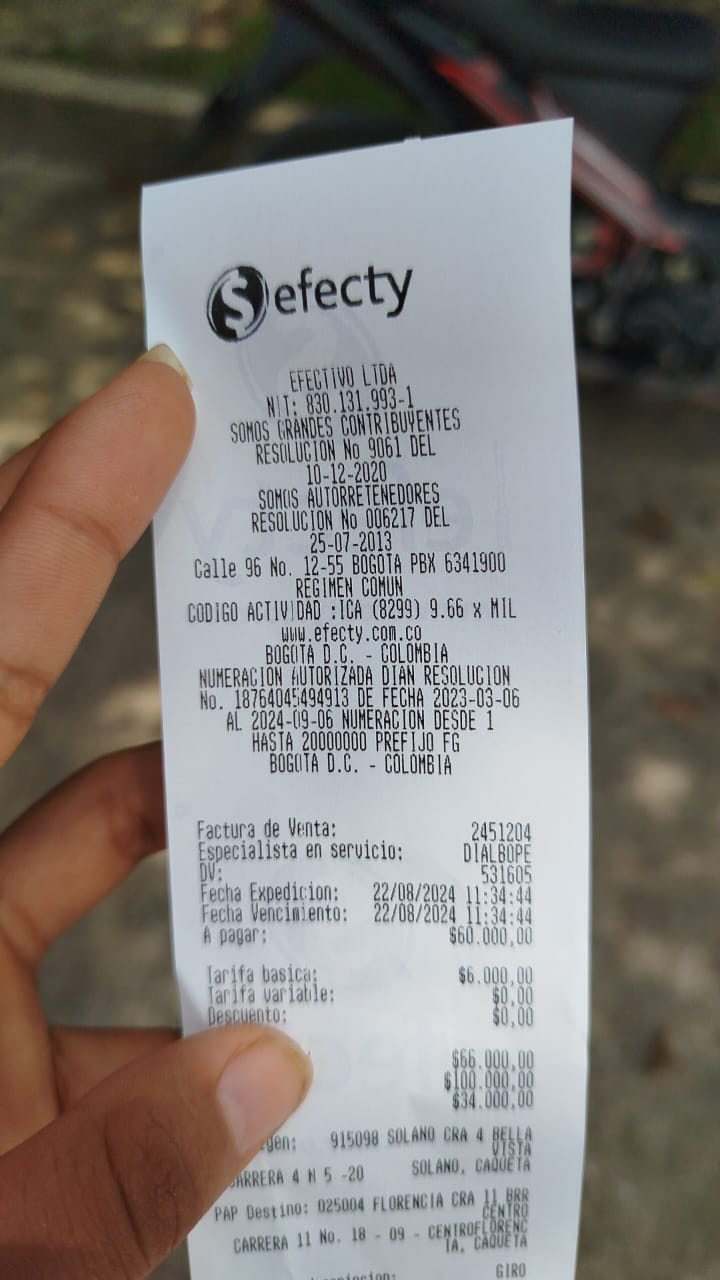 efecty
EFECTIVO LTDA
NIT: 830.131.993-1
SOMOS GRANDES CONTRIBUYENTES
RESOLUCION No 9061 DEL
10-12-2020
SOMOS AUTORRETENEDORES
RESOLUCION No 006217 DEL
25-07-2013
Calle 96 No. 12-55 BOGOTA PBX 6341900
REGIMEN COMUN
CODIGO ACTIVIDAD :ICA (8299) 9.66 x MIL
www.efecty.com.co
BOGOTA D.C. - COLOMBIA
NUMERACION AUTORIZADA DIAN RESOLUCION
No. 18764045494913 DE FECHA 2023-03-06
AL 2024-09-06 NUMERACION DESDE 1
HASTA 20000000 PREFIJO FG
BOGOTA D.C. - COLOMBIA
Factura de Venta: 2451204
Especialista en servicio: DIALBOPE
DV: 531605
Fecha Expedicion: 22/08/2024 11:34:44
Fecha Vencimiento: 22/08/2024 11:34:44
A pagar: $60.000,00
Tarifa basica: $6.000,00
Tarifa variable: $0,00
Descuento: $0,00
$66.000,00
$100.000,00
$34.000,00
915098 SOLANO CRA 4 BELLA
VISTA
CARRERA 4 N 5 -20 SOLANO, CAQUETA
PAP Destino: 025004 FLORENCIA CRA 11 BRR
CENTRO
CARRERA 11 No. 18 - 09 - CENTROFLORENC
IA, CAQUETA
GIRO